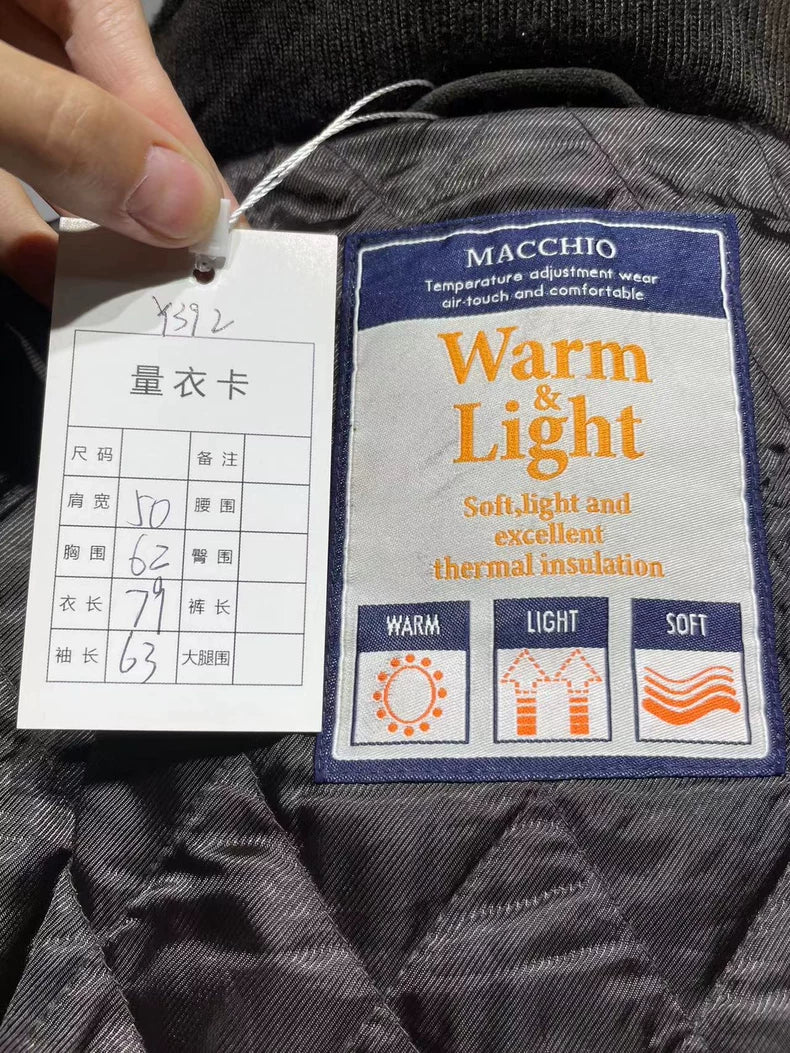 Y392
量衣卡
尺码 备注
肩宽 50 腰围
胸围 62 臀围
衣长 79 裤长
袖长 63 大腿围
MACCHIO
Temperature adjustment wear
air-touch and comfortable
Warm
&
Light
Soft,light and
excellent
thermal insulation
WARM LIGHT SOFT